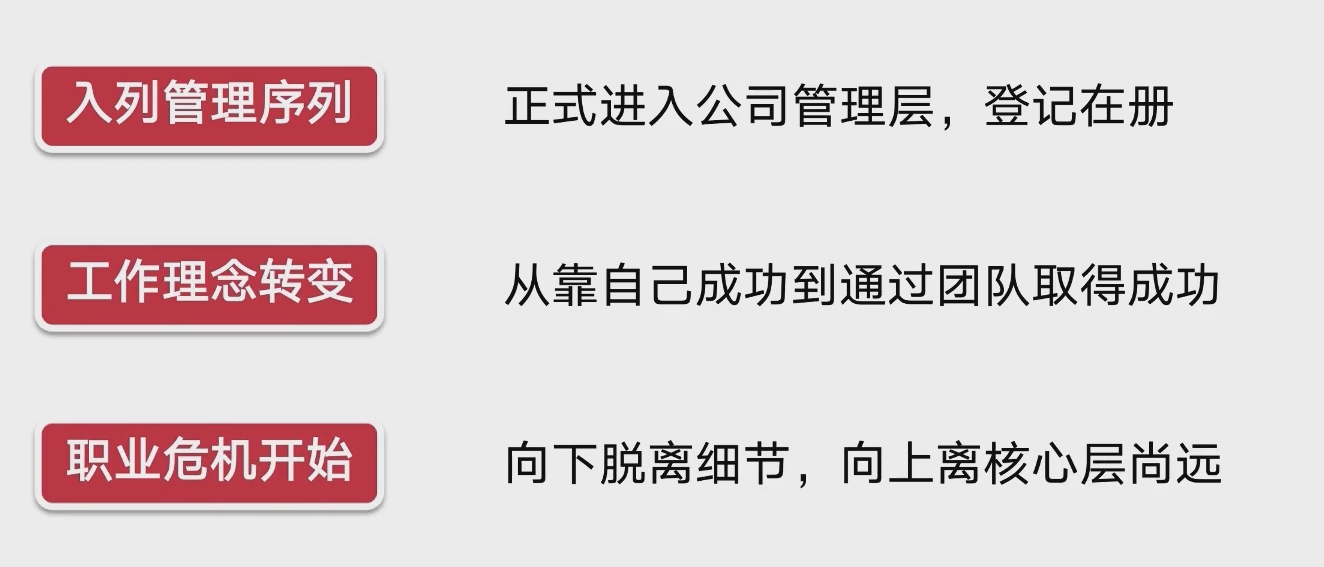 入列管理序列
正式进入公司管理层，登记在册
工作理念转变
从靠自己成功到通过团队取得成功
职业危机开始
向下脱离细节，向上离核心层尚远